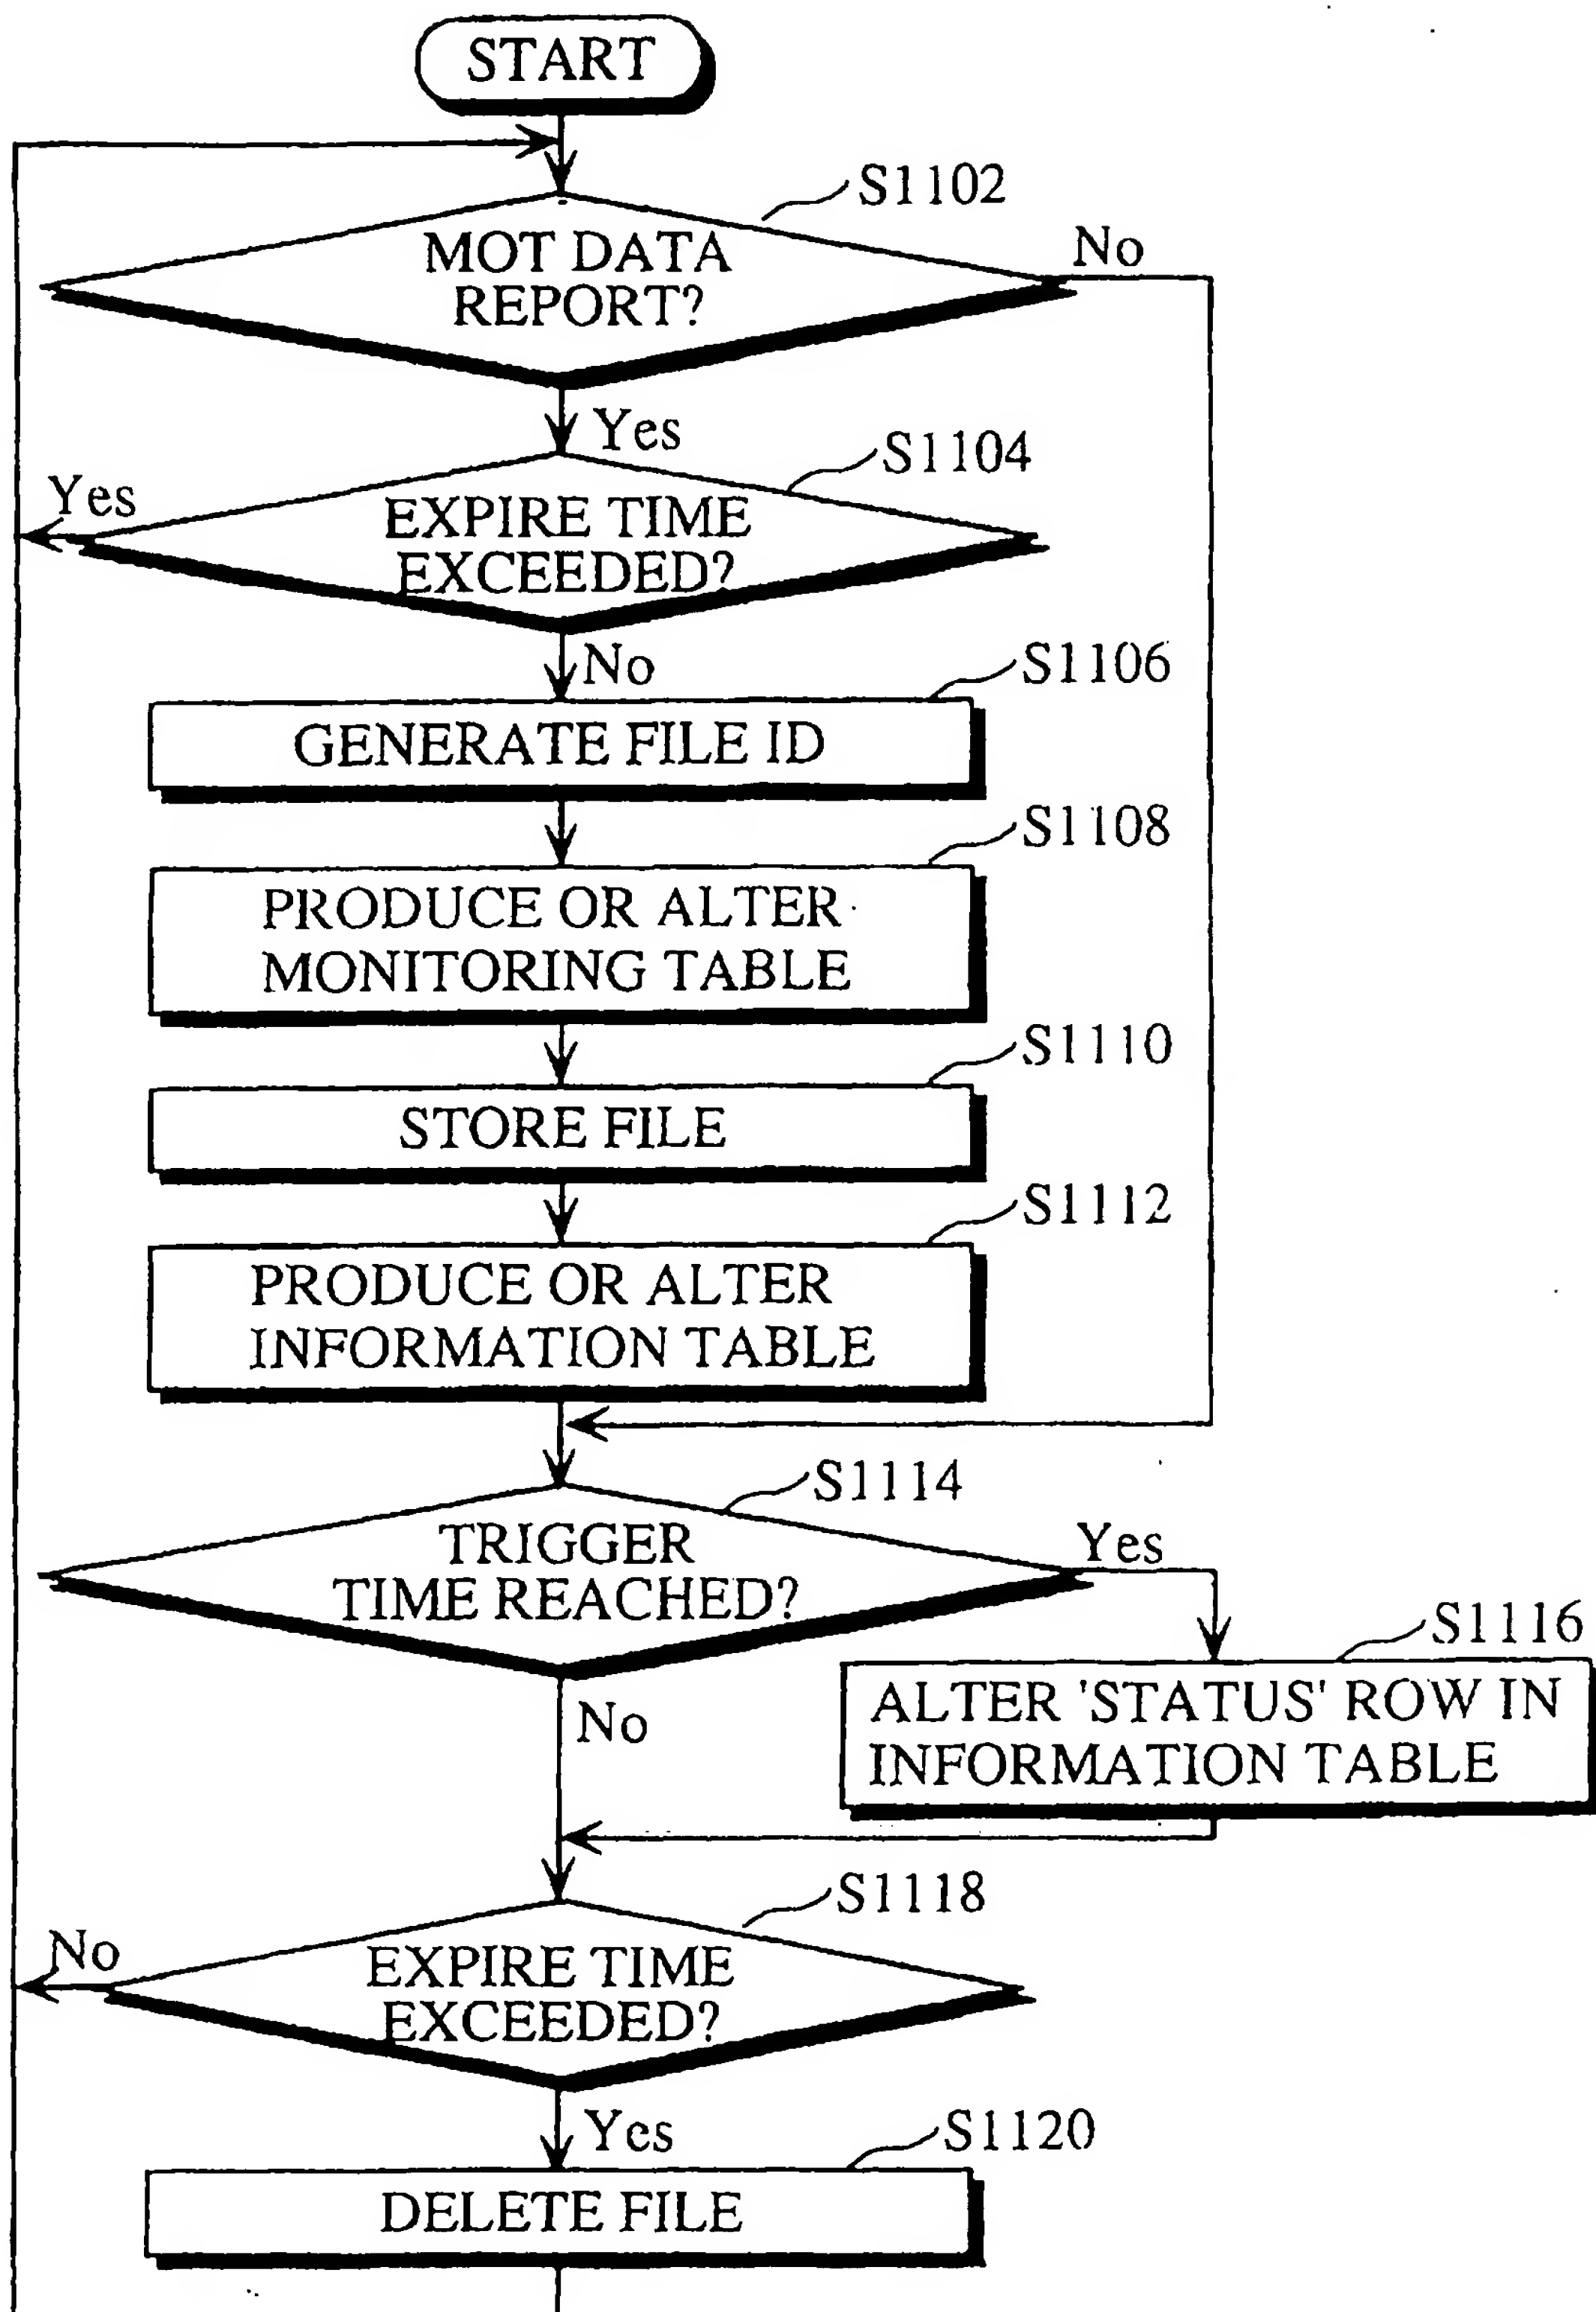 START
S1102
MOT DATA
REPORT?
No
Yes
S1104
Yes
EXPIRE TIME
EXCEEDED?
No
S1106
GENERATE FILE ID
S1108
PRODUCE OR ALTER
MONITORING TABLE
S1110
STORE FILE
S1112
PRODUCE OR ALTER
INFORMATION TABLE
S1114
TRIGGER
TIME REACHED?
Yes
S1116
ALTER 'STATUS' ROW IN
INFORMATION TABLE
No
S1118
No
EXPIRE TIME
EXCEEDED?
Yes
S1120
DELETE FILE